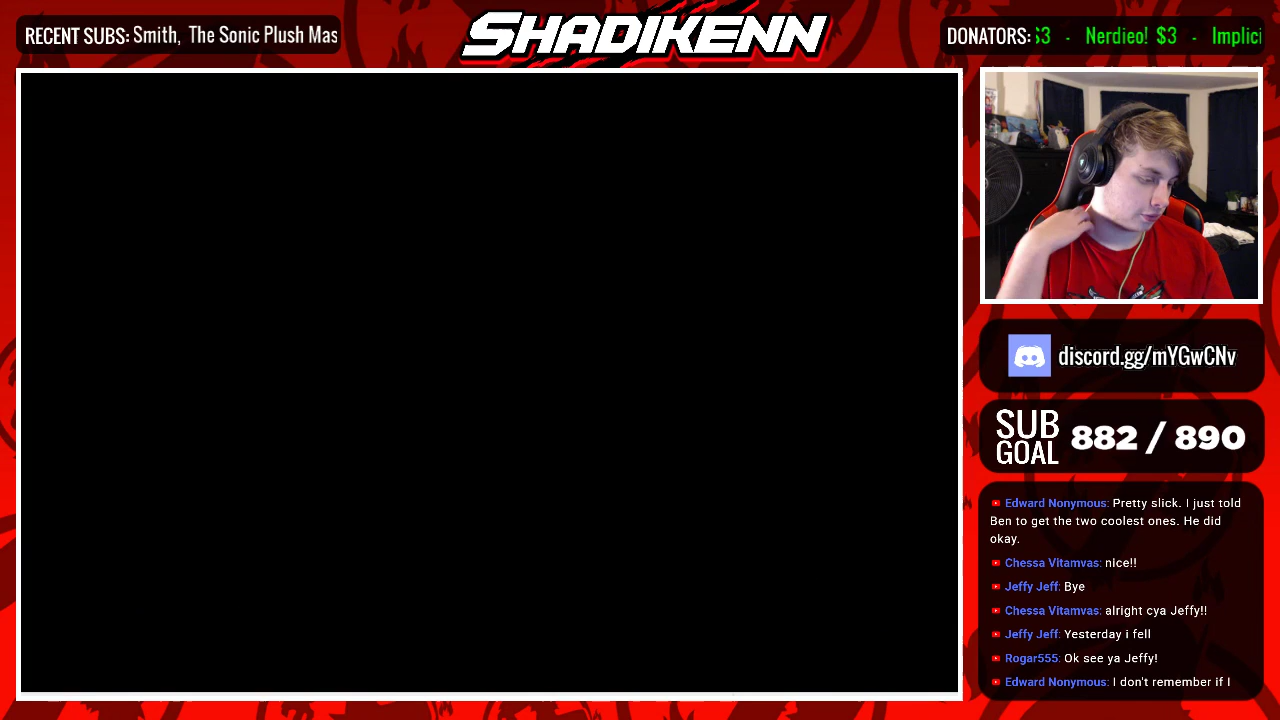 RECENT SUBS: Smith, The Sonic Plush Mas
SHADIKENN
DONATORS: $3 - Nerdieo! $3 - Implici
discord.gg/mYGwCNv
SUB GOAL 882 / 890
Edward Nonymous: Pretty slick. I just told
Ben to get the two coolest ones. He did
okay.
Chessa Vitamvas: nice!!
Jeffy Jeff: Bye
Chessa Vitamvas: alright cya Jeffy!!
Jeffy Jeff: Yesterday i fell
Rogar555: Ok see ya Jeffy!
Edward Nonymous: I don't remember if I